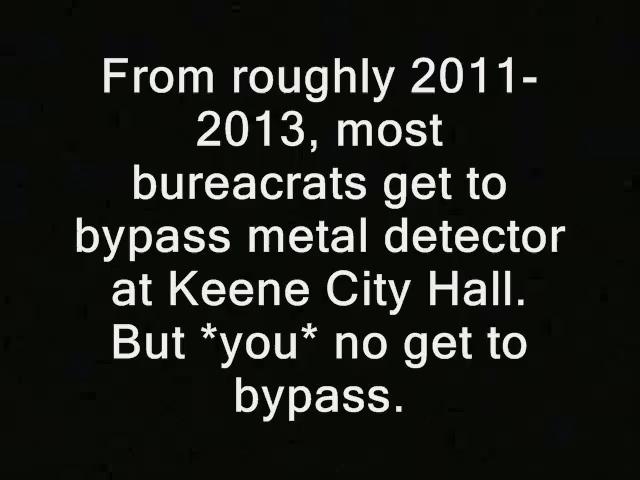 From roughly 2011-
2013, most
bureacrats get to
bypass metal detector
at Keene City Hall.
But *you* no get to
bypass.